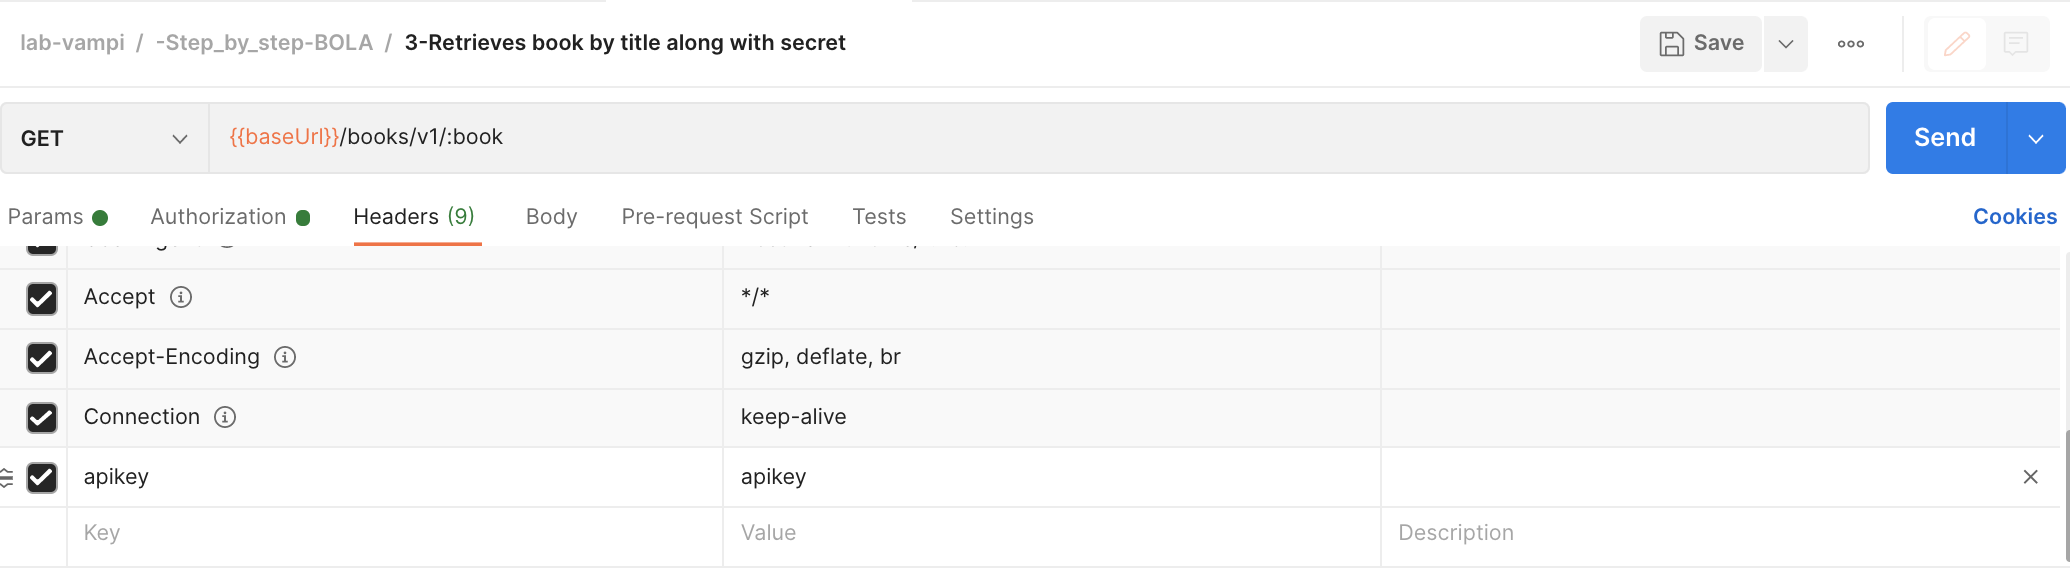 lab-vampi / -Step_by_step-BOLA / 3-Retrieves book by title along with secret
Save
GET {{baseUrl}}/books/v1/:book Send
Params Authorization Headers (9) Body Pre-request Script Tests Settings Cookies
Accept */*
Accept-Encoding gzip, deflate, br
Connection keep-alive
apikey apikey
Key Value Description